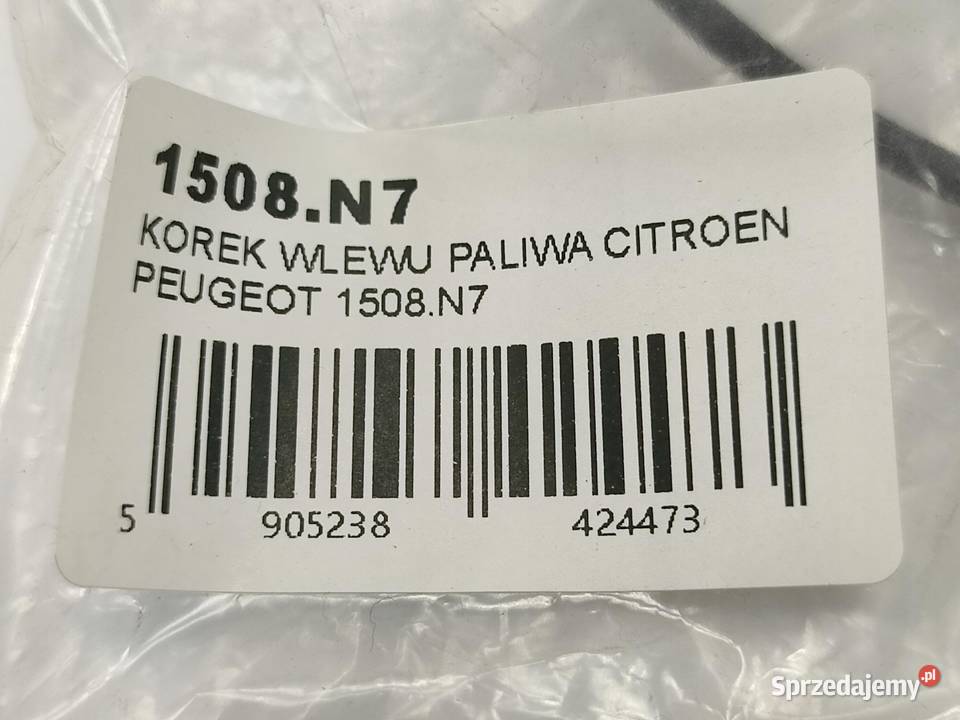 1508.N7
KOREK WLEWU PALIWA CITROEN
PEUGEOT 1508.N7
5 905238 424473
Sprzedajemy.pl